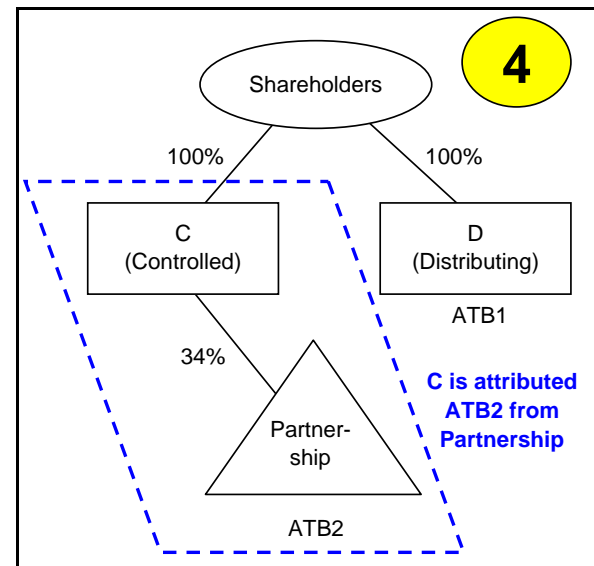 4
Shareholders
100%
100%
C
(Controlled)
D
(Distributing)
ATB1
34%
C is attributed
ATB2 from
Partnership
Partner-
ship
ATB2